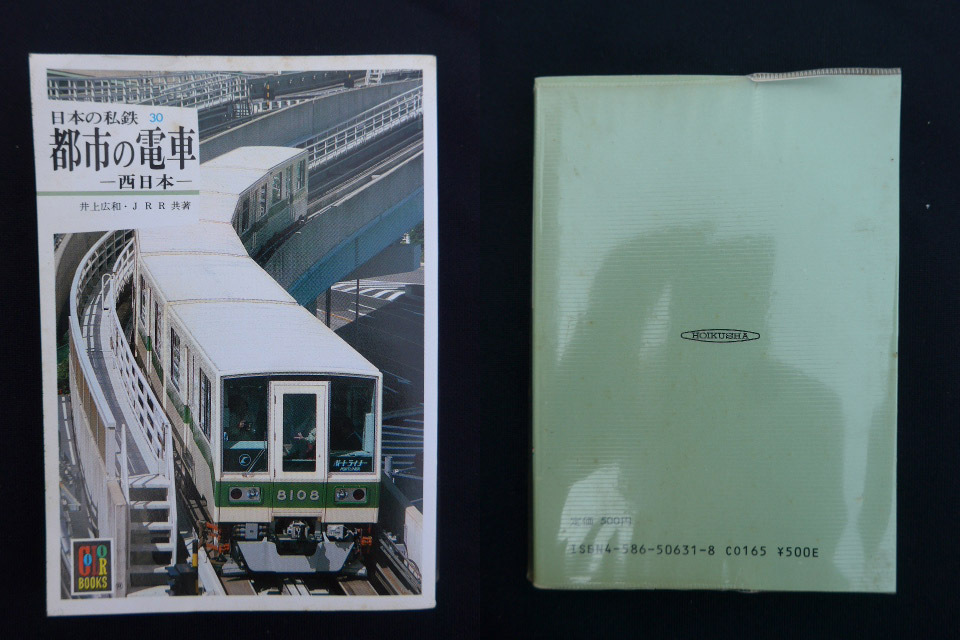 日本の私鉄 30
都市の電車
―西日本―
井上広和・JRR共著
ポートライナー
PORTLINER
8108
COLOR
BOOKS
HOIKUSHA
定価 500円
ISBN4-586-50631-8 C0165 ¥500E